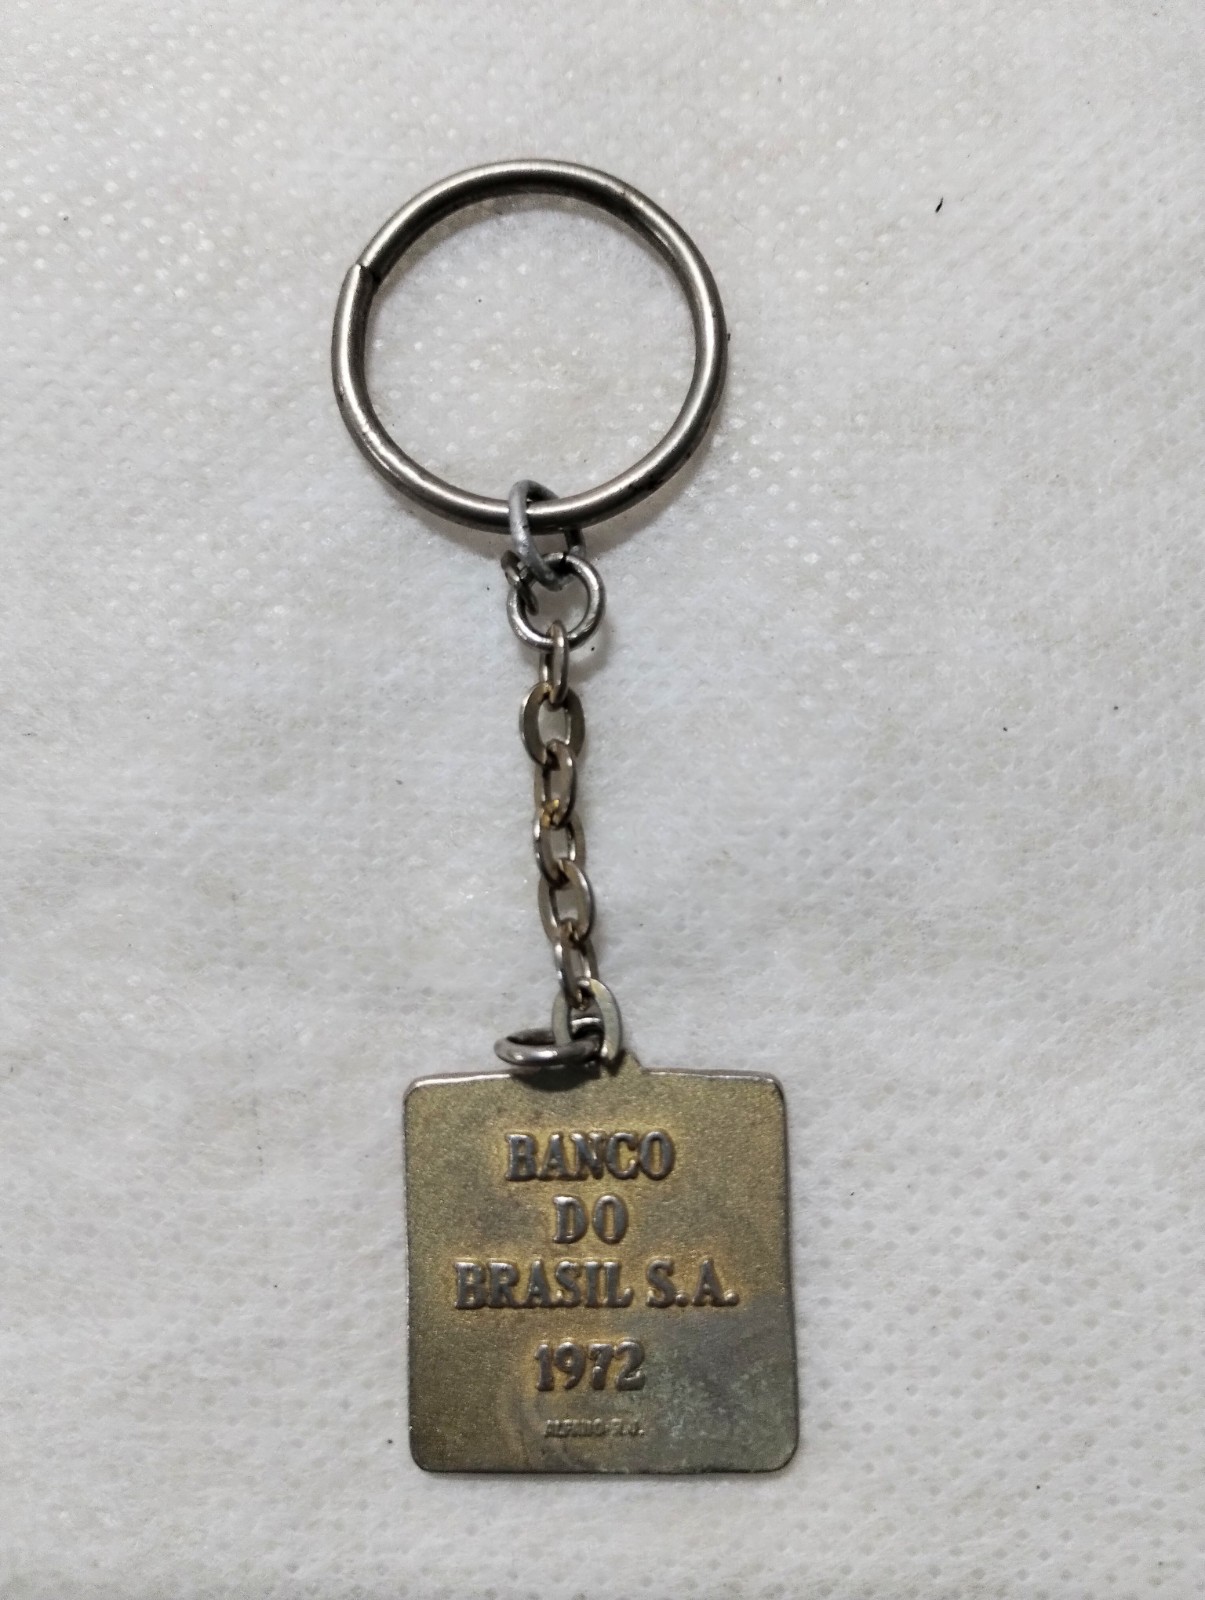 BANCO
DO
BRASIL S.A.
1972